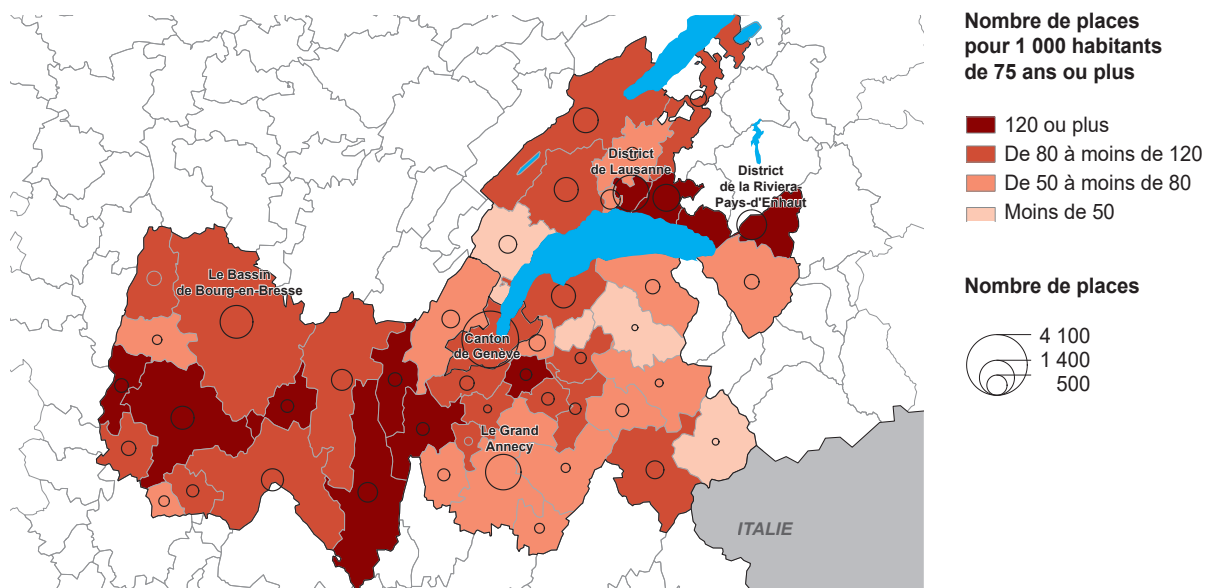 Nombre de places
pour 1 000 habitants
de 75 ans ou plus
120 ou plus
De 80 à moins de 120
De 50 à moins de 80
Moins de 50
Nombre de places
4 100
1 400
500
District
de Lausanne
District
de la Riviera-
Pays-d'Enhaut
Le Bassin
de Bourg-en-Bresse
Canton
de Genève
Le Grand
Annecy
ITALIE